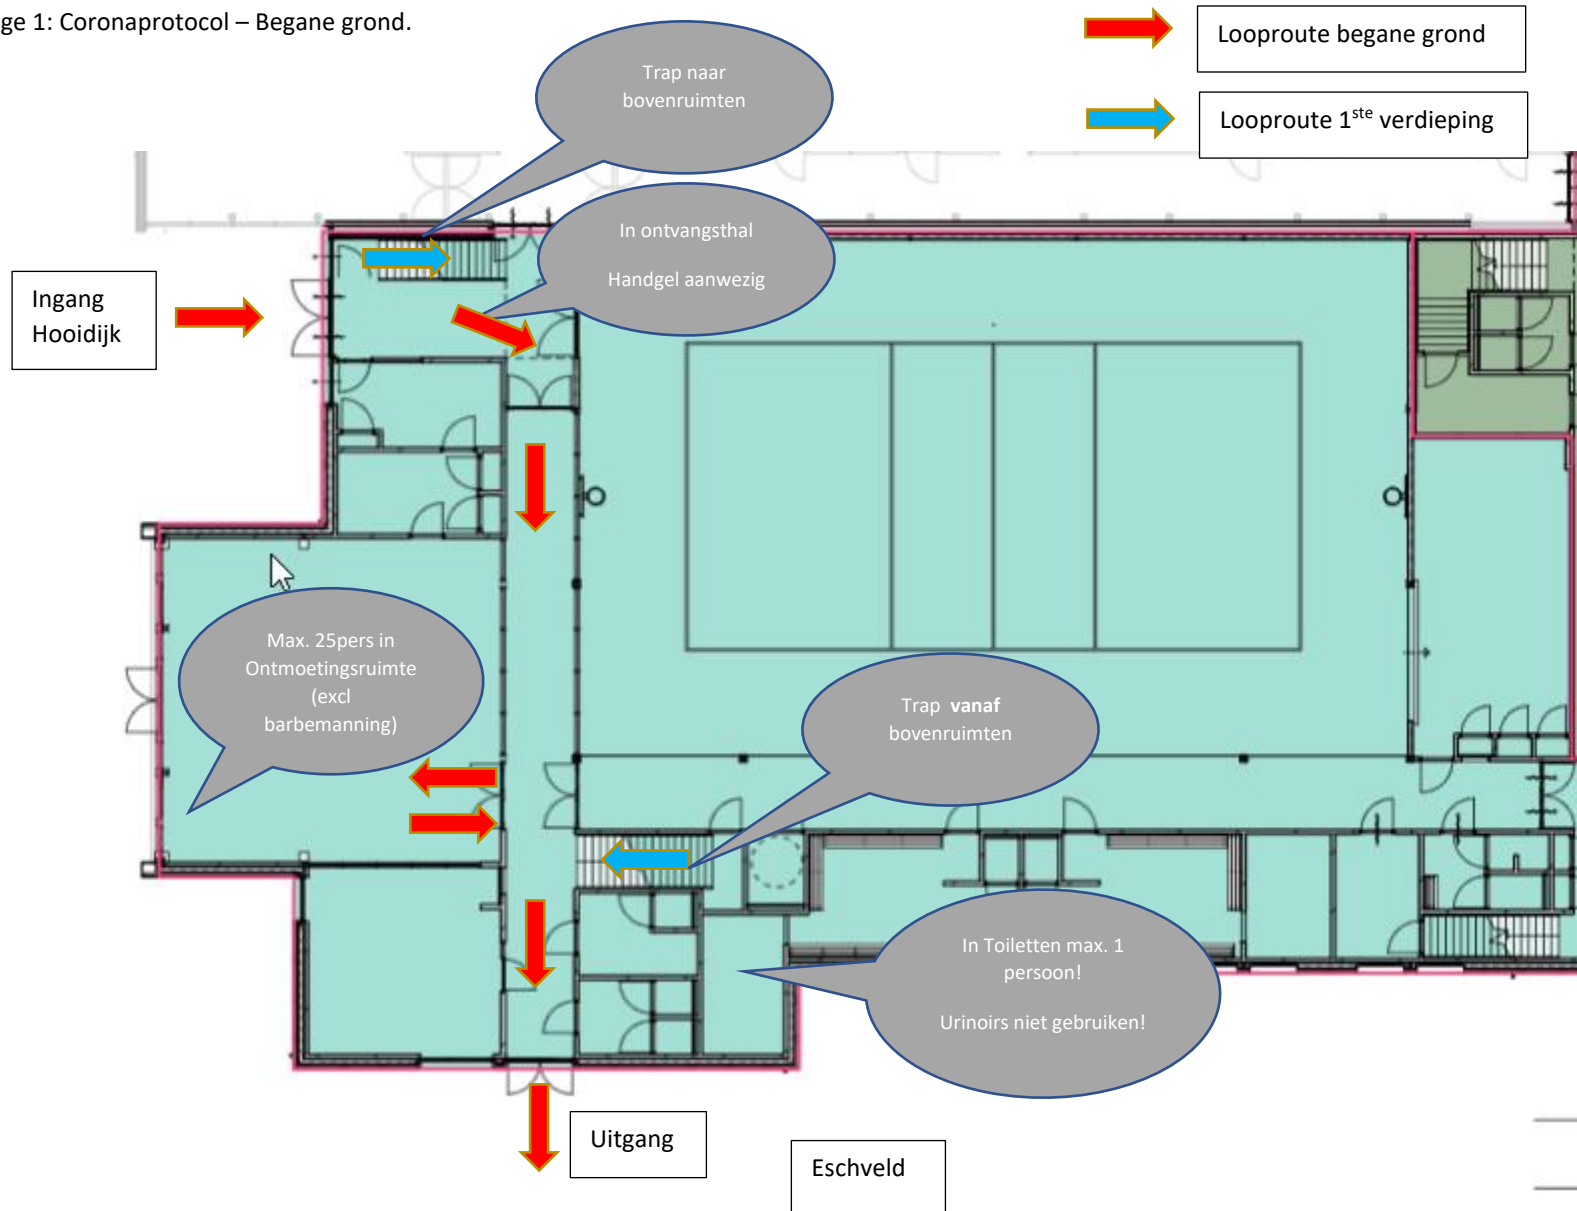 ge 1: Coronaprotocol – Begane grond.
Looproute begane grond
Looproute 1ste verdieping
Trap naar
bovenruimten
In ontvangsthal
Handgel aanwezig
Ingang
Hooidijk
Max. 25pers in
Ontmoetingsruimte
(excl
barbemanning)
Trap vanaf
bovenruimten
In Toiletten max. 1
persoon!
Urinoirs niet gebruiken!
Uitgang
Eschveld